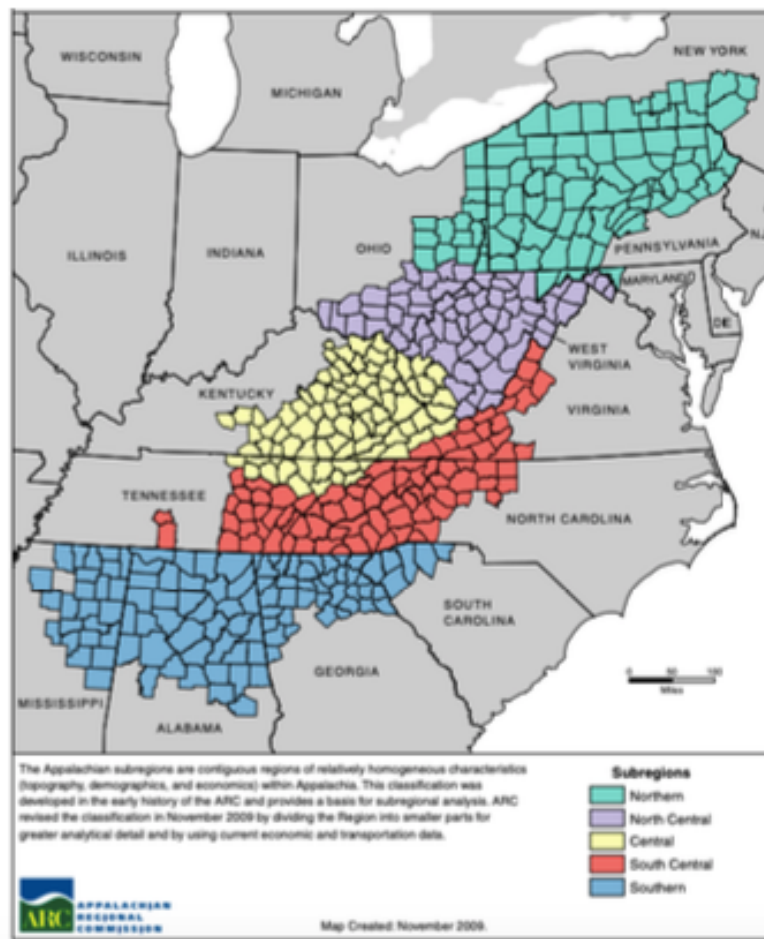 NEW YORK
WISCONSIN
MICHIGAN
ILLINOIS
INDIANA
OHIO
PENNSYLVANIA
NJ
MARYLAND
DE
WEST
VIRGINIA
KENTUCKY
VIRGINIA
TENNESSEE
NORTH CAROLINA
SOUTH
CAROLINA
GEORGIA
MISSISSIPPI
ALABAMA
0 50 100
Miles
The Appalachian subregions are contiguous regions of relatively homogeneous characteristics
(topography, demographics, and economics) within Appalachia. This classification was
developed in the early history of the ARC and provides a basis for subregional analysis. ARC
revised the classification in November 2009 by dividing the Region into smaller parts for
greater analytical detail and by using current economic and transportation data.
Subregions
Northern
North Central
Central
South Central
Southern
ARC
APPALACHIAN
REGIONAL
COMMISSION
Map Created: November 2009.